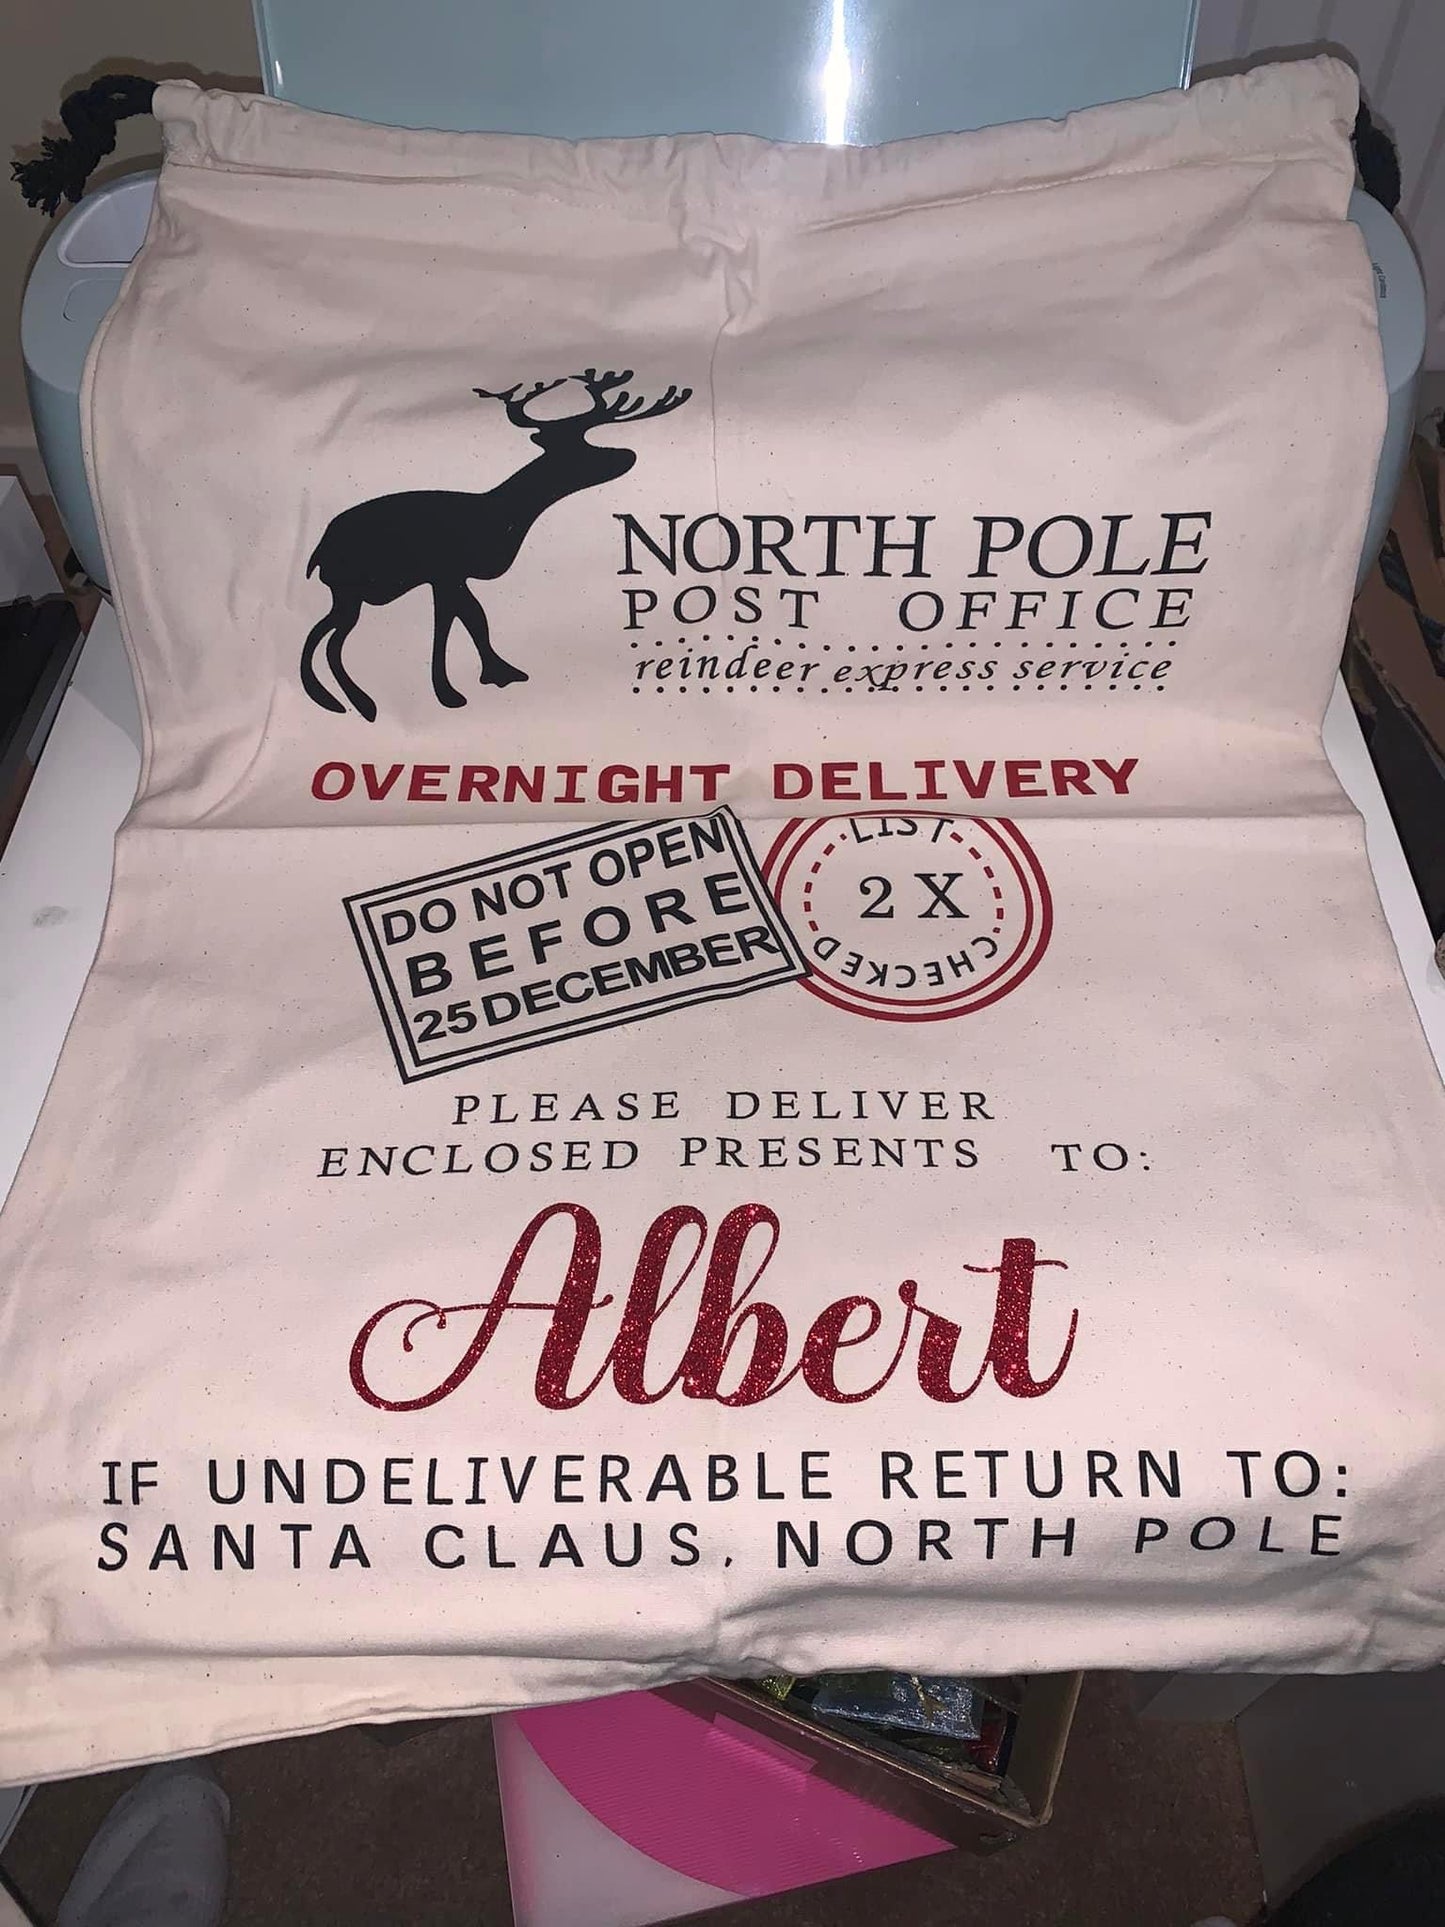 NORTH POLE
POST OFFICE
reindeer express service
OVERNIGHT DELIVERY
DO NOT OPEN
BEFORE
25 DECEMBER
LIST
2 X
CHECKED
PLEASE DELIVER
ENCLOSED PRESENTS TO:
Albert
IF UNDELIVERABLE RETURN TO:
SANTA CLAUS, NORTH POLE